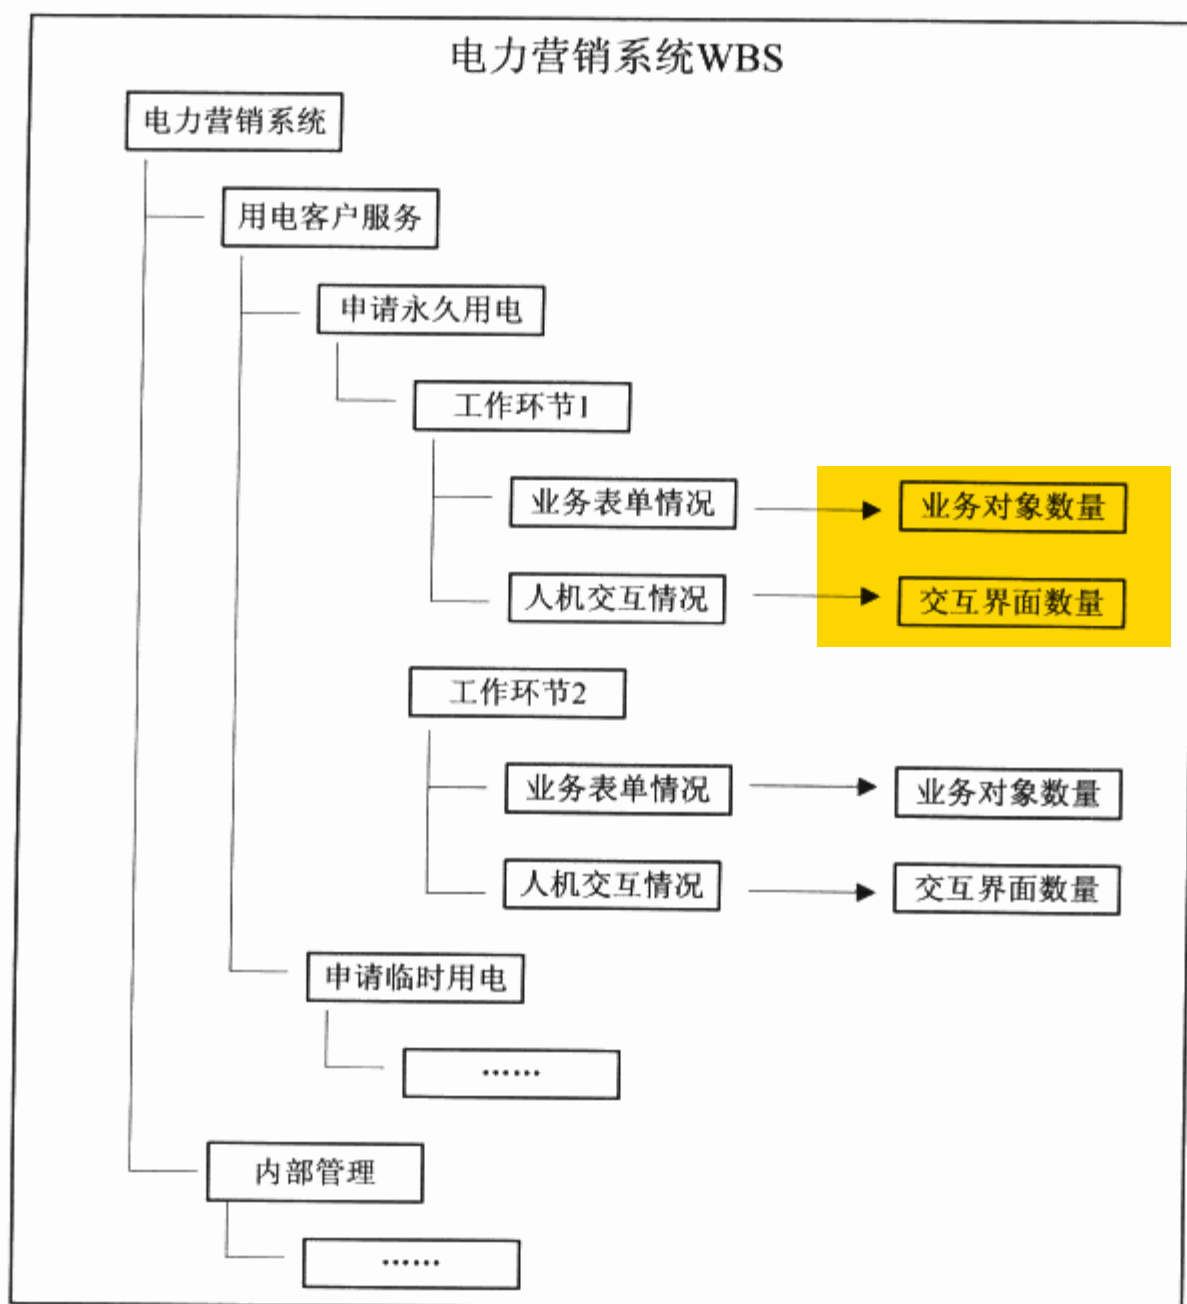 电力营销系统WBS
电力营销系统
用电客户服务
申请永久用电
工作环节1
业务表单情况
业务对象数量
人机交互情况
交互界面数量
工作环节2
业务表单情况
业务对象数量
人机交互情况
交互界面数量
申请临时用电
……
内部管理
……